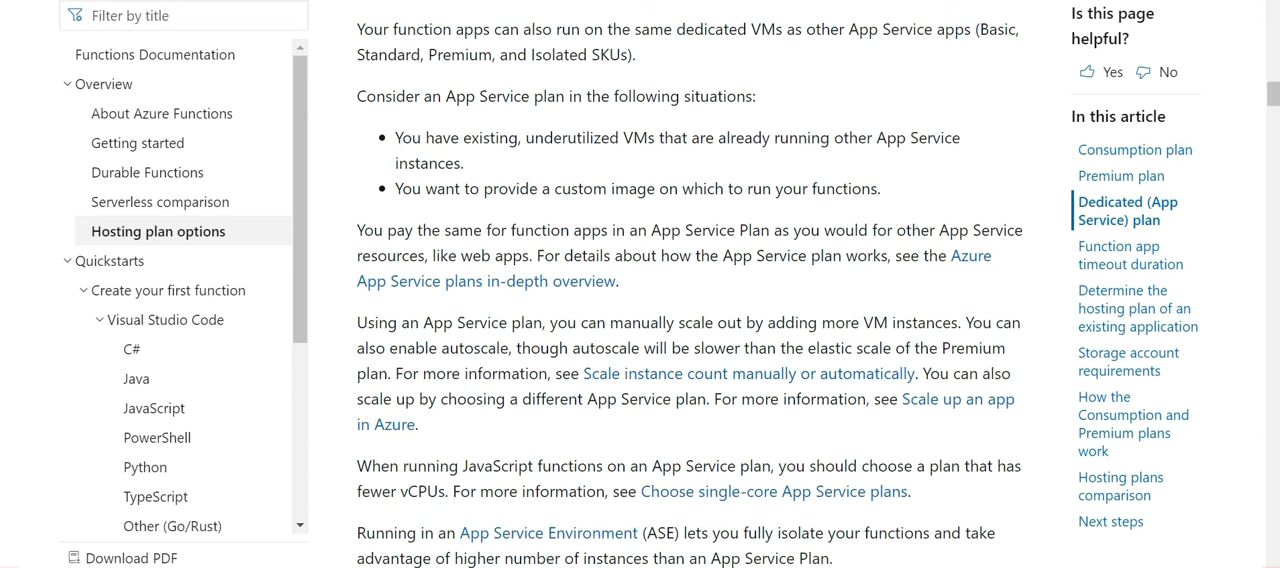 Filter by title
Functions Documentation
Overview
About Azure Functions
Getting started
Durable Functions
Serverless comparison
Hosting plan options
Quickstarts
Create your first function
Visual Studio Code
C#
Java
JavaScript
PowerShell
Python
TypeScript
Other (Go/Rust)
Download PDF
Your function apps can also run on the same dedicated VMs as other App Service apps (Basic,
Standard, Premium, and Isolated SKUs).
Consider an App Service plan in the following situations:
You have existing, underutilized VMs that are already running other App Service
instances.
You want to provide a custom image on which to run your functions.
You pay the same for function apps in an App Service Plan as you would for other App Service
resources, like web apps. For details about how the App Service plan works, see the Azure
App Service plans in-depth overview.
Using an App Service plan, you can manually scale out by adding more VM instances. You can
also enable autoscale, though autoscale will be slower than the elastic scale of the Premium
plan. For more information, see Scale instance count manually or automatically. You can also
scale up by choosing a different App Service plan. For more information, see Scale up an app
in Azure.
When running JavaScript functions on an App Service plan, you should choose a plan that has
fewer vCPUs. For more information, see Choose single-core App Service plans.
Running in an App Service Environment (ASE) lets you fully isolate your functions and take
advantage of higher number of instances than an App Service Plan.
Is this page
helpful?
Yes No
In this article
Consumption plan
Premium plan
Dedicated (App
Service) plan
Function app
timeout duration
Determine the
hosting plan of an
existing application
Storage account
requirements
How the
Consumption and
Premium plans
work
Hosting plans
comparison
Next steps